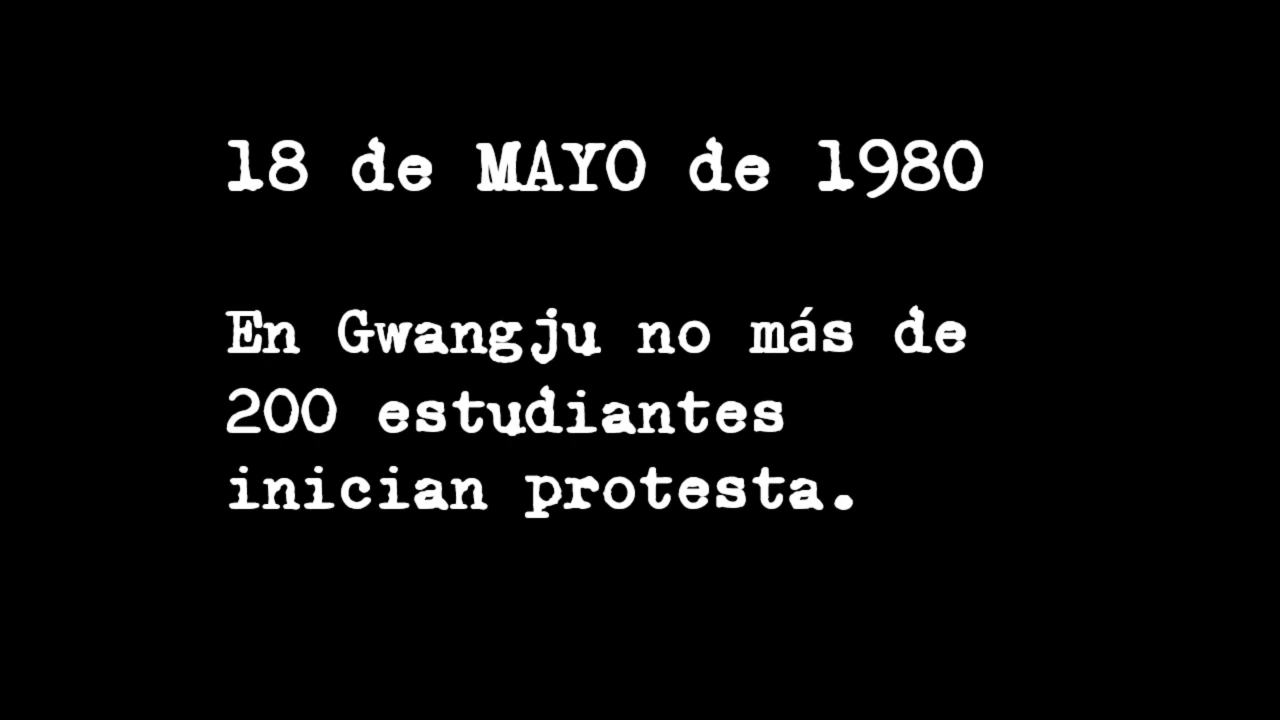 18 de MAYO de 1980
En Gwangju no más de
200 estudiantes
inician protesta.